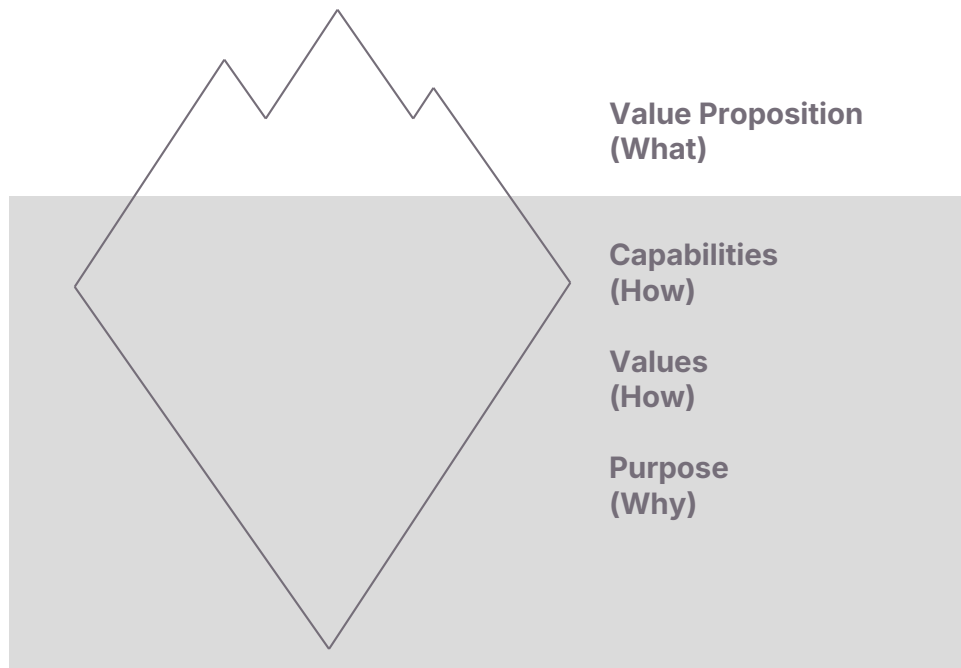 Value Proposition
(What)
Capabilities
(How)
Values
(How)
Purpose
(Why)